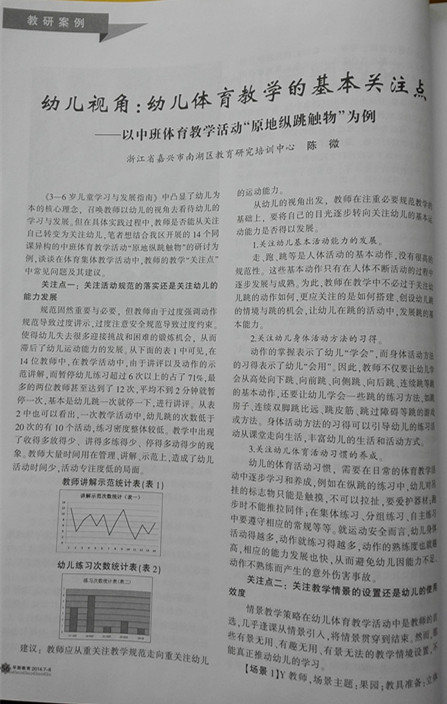 教研案例
幼儿视角:幼儿体育教学的基本关注点
——以中班体育教学活动“原地纵跳触物”为例
浙江省嘉兴市南湖区教育研究培训中心 陈 微
《3—6岁儿童学习与发展指南》中凸显了幼儿为
本的核心理念,召唤教师以幼儿的视角去看待幼儿的
学习与发展。但在具体实践过程中,教师是否能从关注
自己转变为关注幼儿,笔者想结合我区开展的14个同
课异构的中班体育教学活动“原地纵跳触物”的研讨为
例,谈谈在体育集体教学活动中,教师的教学“关注点”
中常见问题及其建议。
关注点一:关注活动规范的落实还是关注幼儿的
能力发展
规范固然重要与必要,但教师由于过度强调动作
规范导致过度讲示,过度注意安全规范导致过度约束。
使得幼儿失去很多迎接挑战和困难的锻炼机会,从而
滞后了幼儿运动能力的发展。从下面的表1中可见,在
14位教师中,在教学活动中,由于讲评以及动作的示
范讲解,而暂停幼儿练习超过6次以上的占了71%,最
多的两位教师甚至达到了12次,平均不到2分钟就暂
停一次,基本是幼儿跳一次就停一下,进行讲评。从表
2中也可以看出,一次教学活动中,幼儿跳的次数低于
20次的有10个活动,练习密度整体较低。教学中出现
了收得多放得少、讲得多练得少、停得多动得少的现
象。教师大量时间用在管理、讲解、示范上,造成了幼儿
活动时间少,活动专注度低的局面。
教师讲解示范统计表(表1)
讲解示范次数统计(表一)
幼儿练习次数统计表(表2)
练习次数统计(表二)
建议:教师应从重关注教学规范走向重关注幼儿
2014.7-8
的运动能力。
从幼儿的视角出发,教师在注重必要规范教学的
基础上,要将自己的目光逐步转向关注幼儿的基本运
动能力是否得以发展。
1.关注幼儿基本活动能力的发展。
走、跑、跳等是人体活动的基本动作,没有很高的
规范性。这些基本动作只有在人体不断活动的过程中
逐步发展与成熟。为此,教师在教学中不必过于关注幼
儿跳的动作如何,更应关注的是如何搭建、创设幼儿跳
的情境与跳的机会,让幼儿在跳的活动中,发展跳的基
本能力。
2.关注幼儿身体活动方法的习得。
动作的掌握表示了幼儿“学会”,而身体活动方法
的习得表示了幼儿“会用”。因此,教师不仅要让幼儿学
会从高处向下跳、向前跳、向侧跳、向后跳、连续跳等跳
的基本动作,还要让幼儿学会一些跳的练习方法,如跳
房子、连续双脚跳比远、跳皮筋、跳过障碍等跳的游戏
或方法。身体活动方法的习得可以引导幼儿的练习活
动从课堂走向生活,丰富幼儿的生活和活动方式。
3.关注幼儿体育活动习惯的养成。
幼儿的体育活动习惯,需要在日常的体育教学活
动中逐步学习和养成,例如在纵跳的练习中,幼儿对悬
挂的标志物只能是触摸,不可以拉扯,要爱护器材;跑
步时不能推拉同伴;在集体练习、分组练习、自主练习
中要遵守相应的常规等等。就运动安全而言,幼儿身体
活动得越多,动作就练习得越多,动作的熟练度也就越
高,相应的能力发展也快,从而避免幼儿因能力不足、
动作不熟练而产生的意外伤害事故。
关注点二:关注教学情景的设置还是幼儿的使用
效度
情景教学策略在幼儿体育教学活动中是教师的首
选,几乎逢课从情景引入,将情景贯穿到结束。然而,那
些有景无用、有趣无用、有景无法的教学情境设置,不
能真正推动幼儿的学习。
【场景1】Y教师,场景主题:果园;教具准备:立体